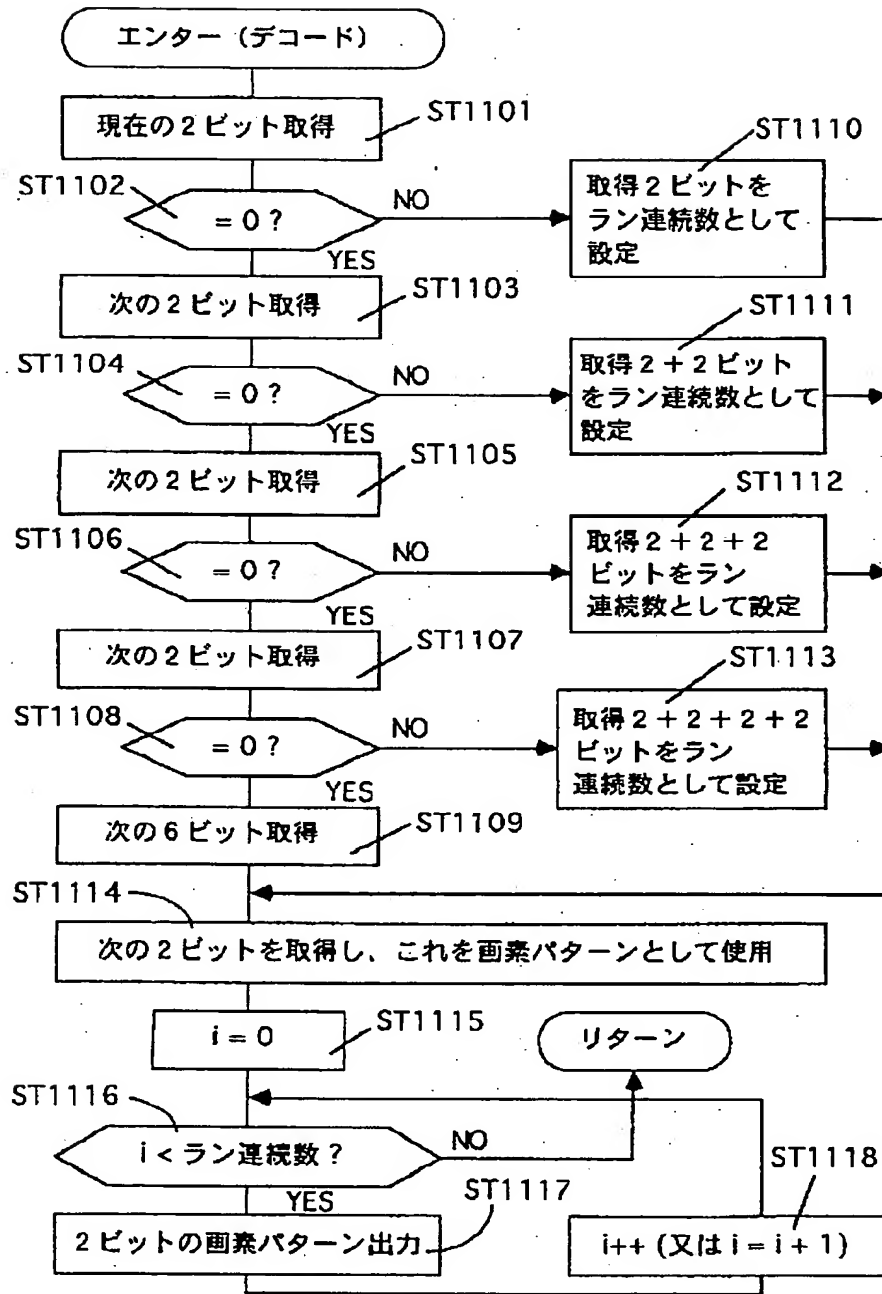 エンター (デコード)
現在の2ビット取得
ST1101
ST1102
= 0 ?
NO
YES
ST1110
取得2ビットを
ラン連続数として
設定
次の2ビット取得
ST1103
ST1104
= 0 ?
NO
YES
ST1111
取得2+2ビット
をラン連続数として
設定
次の2ビット取得
ST1105
ST1106
= 0 ?
NO
YES
ST1112
取得2+2+2
ビットをラン
連続数として設定
次の2ビット取得
ST1107
ST1108
= 0 ?
NO
YES
ST1113
取得2+2+2+2
ビットをラン
連続数として設定
次の6ビット取得
ST1109
ST1114
次の2ビットを取得し、これを画素パターンとして使用
i = 0
ST1115
リターン
ST1116
i < ラン連続数 ?
NO
YES
ST1117
2ビットの画素パターン出力
ST1118
i++ (又は i = i + 1)